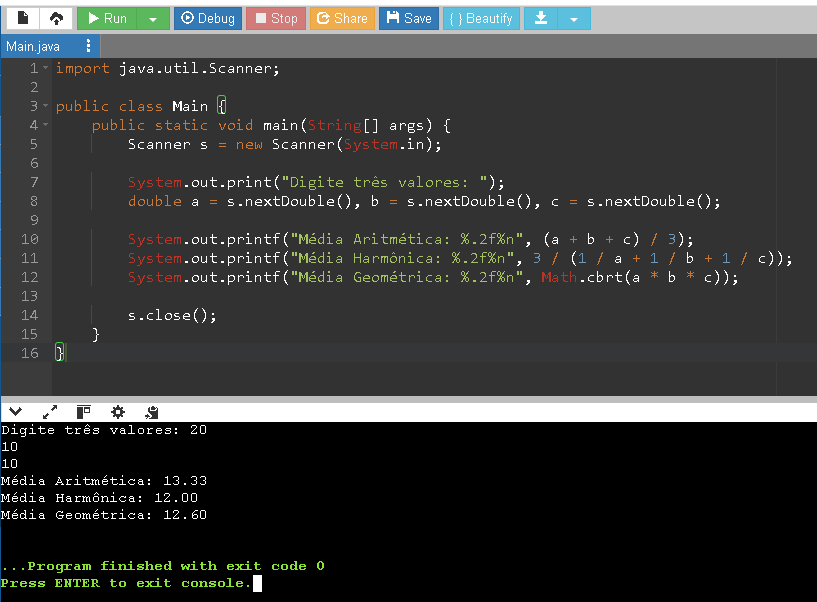 Run Debug Stop Share Save { } Beautify
Main.java
1 import java.util.Scanner;
2
3 public class Main {
4 public static void main(String[] args) {
5 Scanner s = new Scanner(System.in);
6
7 System.out.print("Digite três valores: ");
8 double a = s.nextDouble(), b = s.nextDouble(), c = s.nextDouble();
9
10 System.out.printf("Média Aritmética: %.2f%n", (a + b + c) / 3);
11 System.out.printf("Média Harmônica: %.2f%n", 3 / (1 / a + 1 / b + 1 / c));
12 System.out.printf("Média Geométrica: %.2f%n", Math.cbrt(a * b * c));
13
14 s.close();
15 }
16 }
Digite três valores: 20
10
10
Média Aritmética: 13.33
Média Harmônica: 12.00
Média Geométrica: 12.60
...Program finished with exit code 0
Press ENTER to exit console.